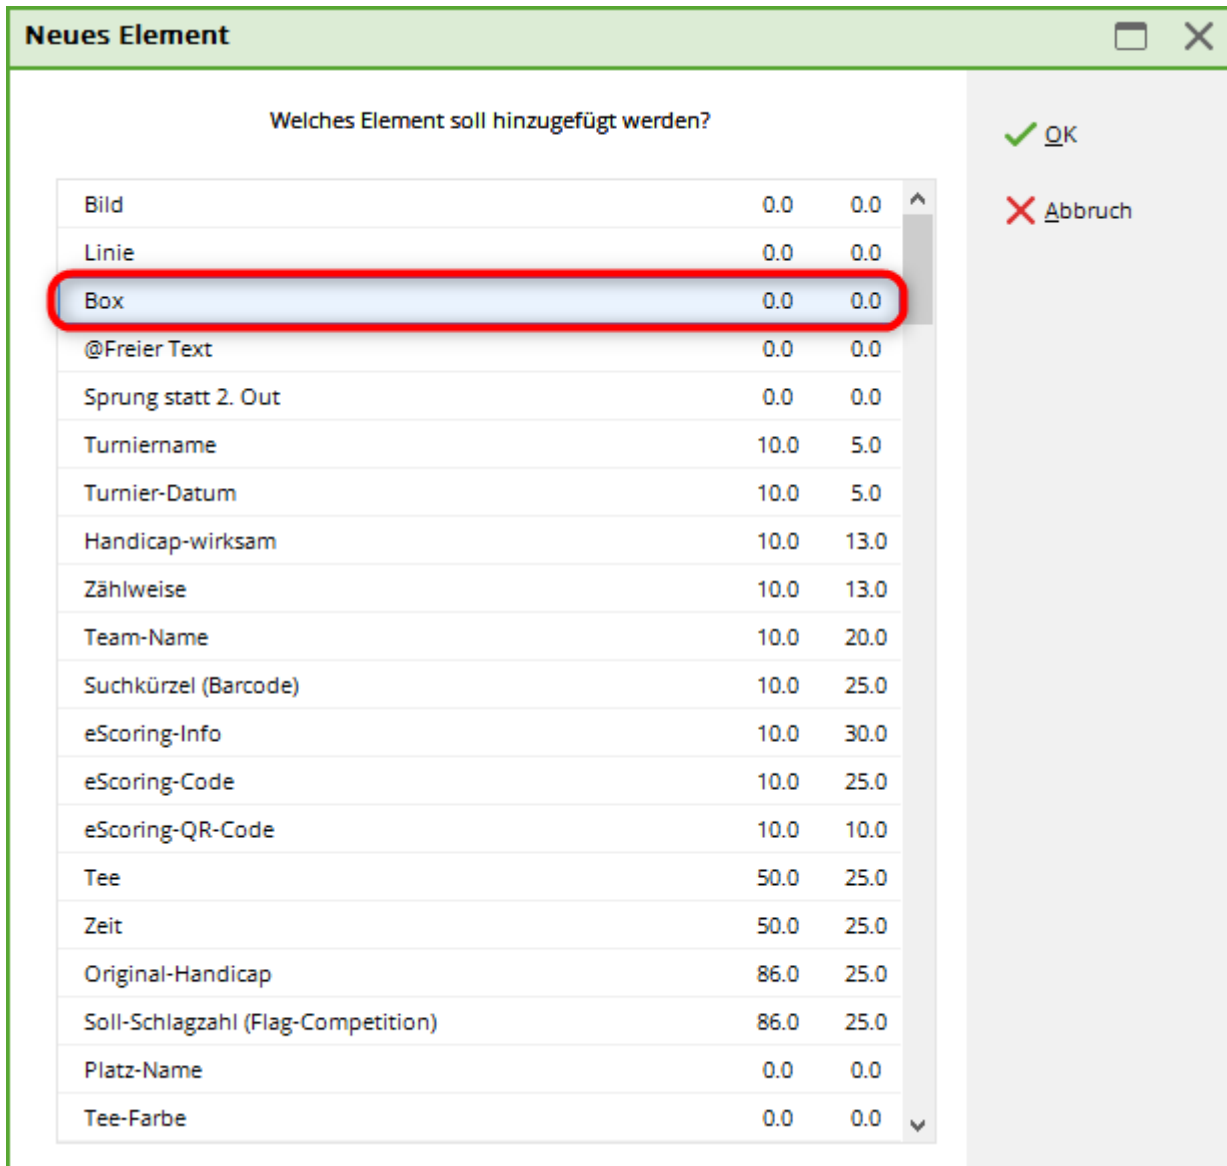 Neues Element
Welches Element soll hinzugefügt werden?
OK
Abbruch
Bild 0.0 0.0
Linie 0.0 0.0
Box 0.0 0.0
@Freier Text 0.0 0.0
Sprung statt 2. Out 0.0 0.0
Turniername 10.0 5.0
Turnier-Datum 10.0 5.0
Handicap-wirksam 10.0 13.0
Zählweise 10.0 13.0
Team-Name 10.0 20.0
Suchkürzel (Barcode) 10.0 25.0
eScoring-Info 10.0 30.0
eScoring-Code 10.0 25.0
eScoring-QR-Code 10.0 10.0
Tee 50.0 25.0
Zeit 50.0 25.0
Original-Handicap 86.0 25.0
Soll-Schlagzahl (Flag-Competition) 86.0 25.0
Platz-Name 0.0 0.0
Tee-Farbe 0.0 0.0